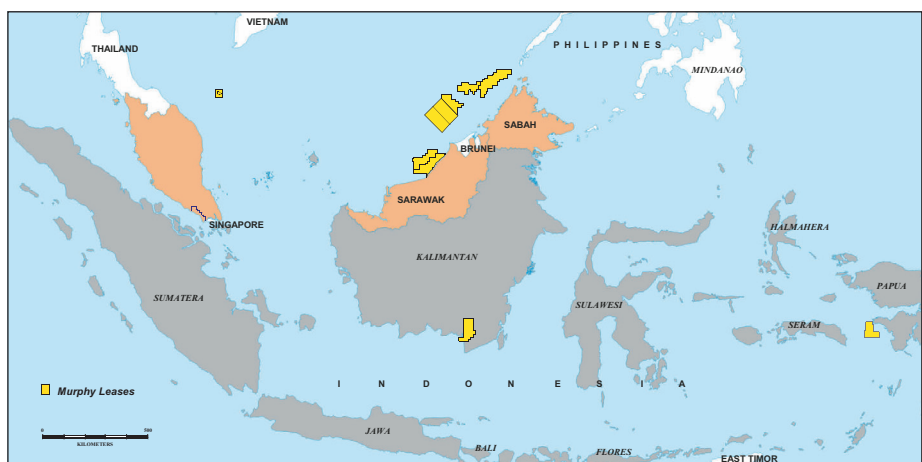 VIETNAM
THAILAND
P H I L I P P I N E S
MINDANAO
SABAH
BRUNEI
SARAWAK
SINGAPORE
HALMAHERA
KALIMANTAN
PAPUA
SUMATERA
SULAWESI
SERAM
I N D O N E S I A
Murphy Leases
0 500
KILOMETERS
JAWA
BALI
FLORES
EAST TIMOR